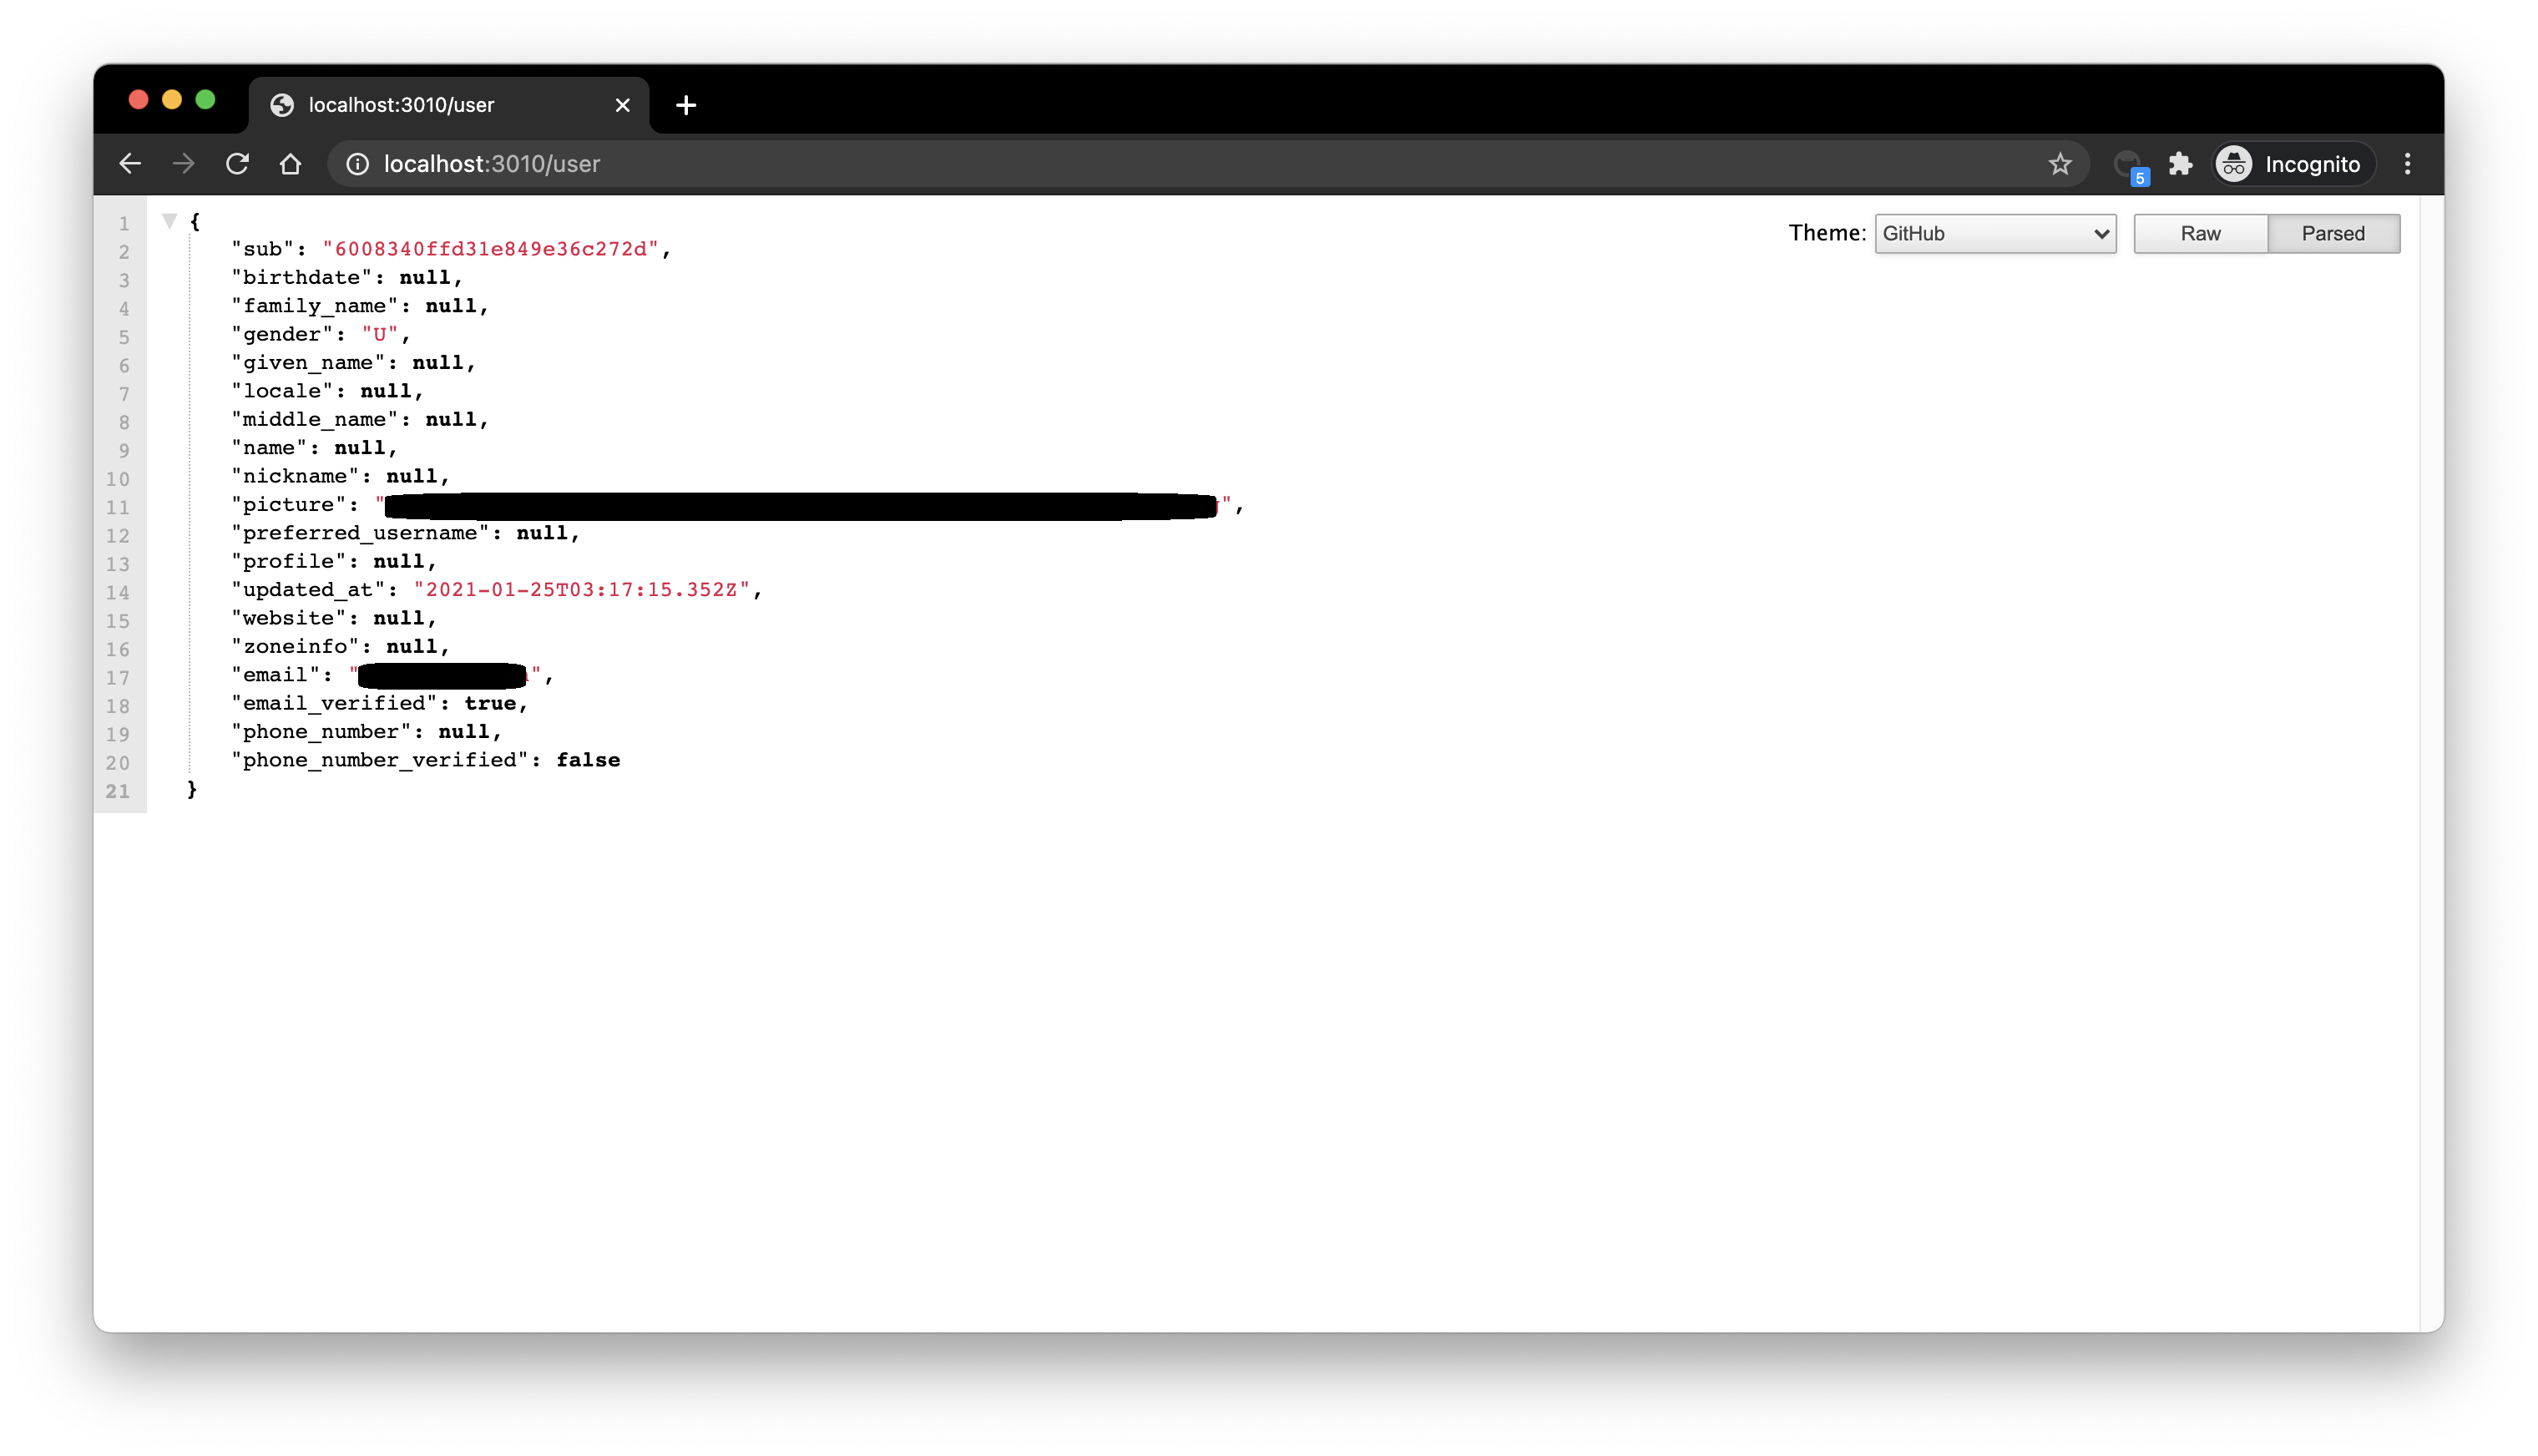 localhost:3010/user
localhost:3010/user
5
Incognito
Theme: GitHub Raw Parsed
1 {
2 "sub": "6008340ffd31e849e36c272d",
3 "birthdate": null,
4 "family_name": null,
5 "gender": "U",
6 "given_name": null,
7 "locale": null,
8 "middle_name": null,
9 "name": null,
10 "nickname": null,
11 "picture": "",
12 "preferred_username": null,
13 "profile": null,
14 "updated_at": "2021-01-25T03:17:15.352Z",
15 "website": null,
16 "zoneinfo": null,
17 "email": "",
18 "email_verified": true,
19 "phone_number": null,
20 "phone_number_verified": false
21 }